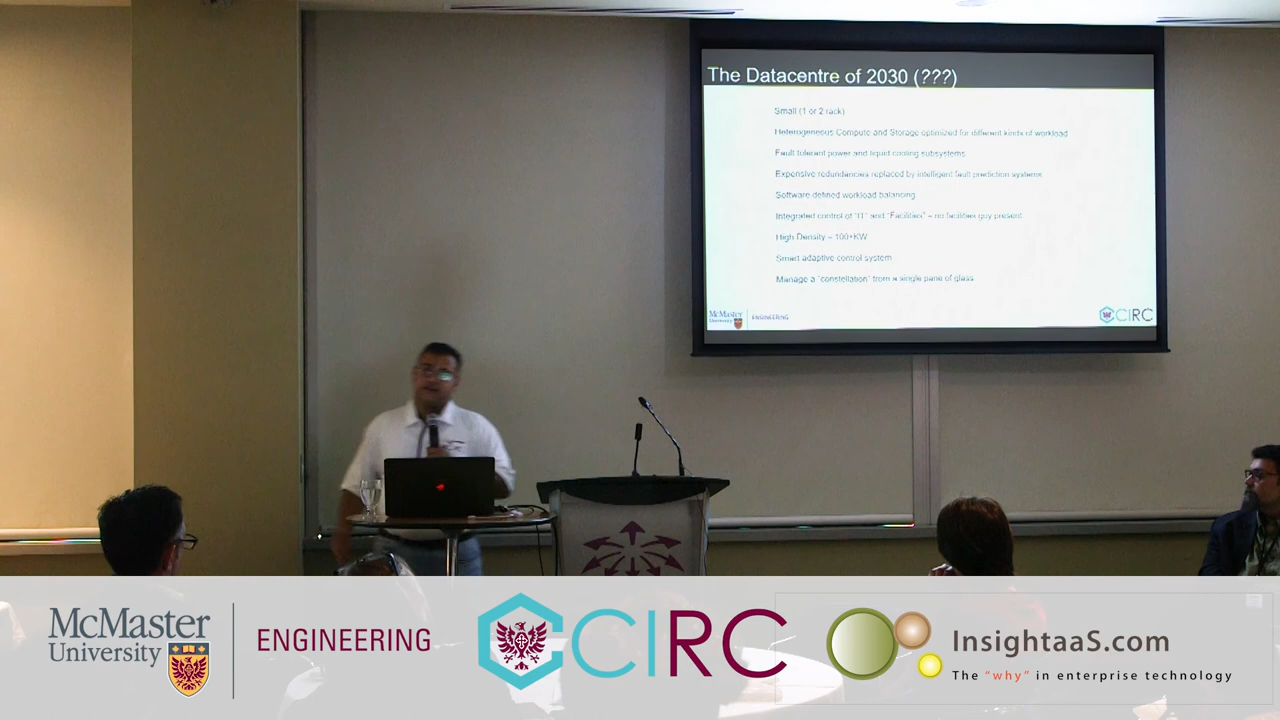 The Datacentre of 2030 (???)
Small (1 or 2 rack)
Heterogeneous Compute and Storage optimized for different kinds of workload
Fault tolerant power and liquid cooling subsystems
Expensive redundancies replaced by intelligent fault prediction systems
Software defined workload balancing
Integrated control of "IT" and "Facilities" – no facilities guy present
High Density ~ 100+KW
Smart adaptive control system
Manage a "constellation" from a single pane of glass
McMaster
University
ENGINEERING
CIRC
McMaster
University
ENGINEERING
CIRC
InsightaaS.com
The "why" in enterprise technology